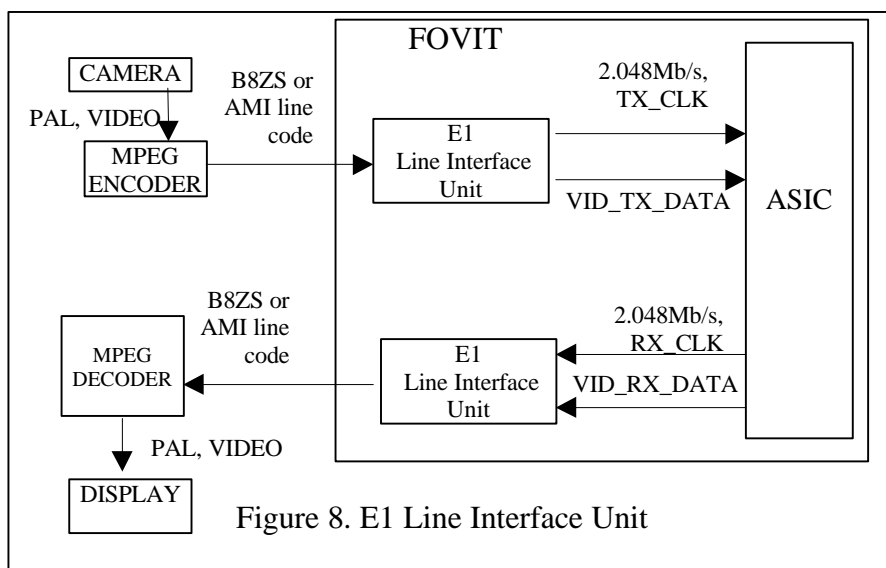 FOVIT
CAMERA
PAL, VIDEO
MPEG
ENCODER
B8ZS or
AMI line
code
E1
Line Interface
Unit
2.048Mb/s,
TX_CLK
VID_TX_DATA
ASIC
B8ZS or
AMI line
code
MPEG
DECODER
E1
Line Interface
Unit
2.048Mb/s,
RX_CLK
VID_RX_DATA
PAL, VIDEO
DISPLAY
Figure 8. E1 Line Interface Unit